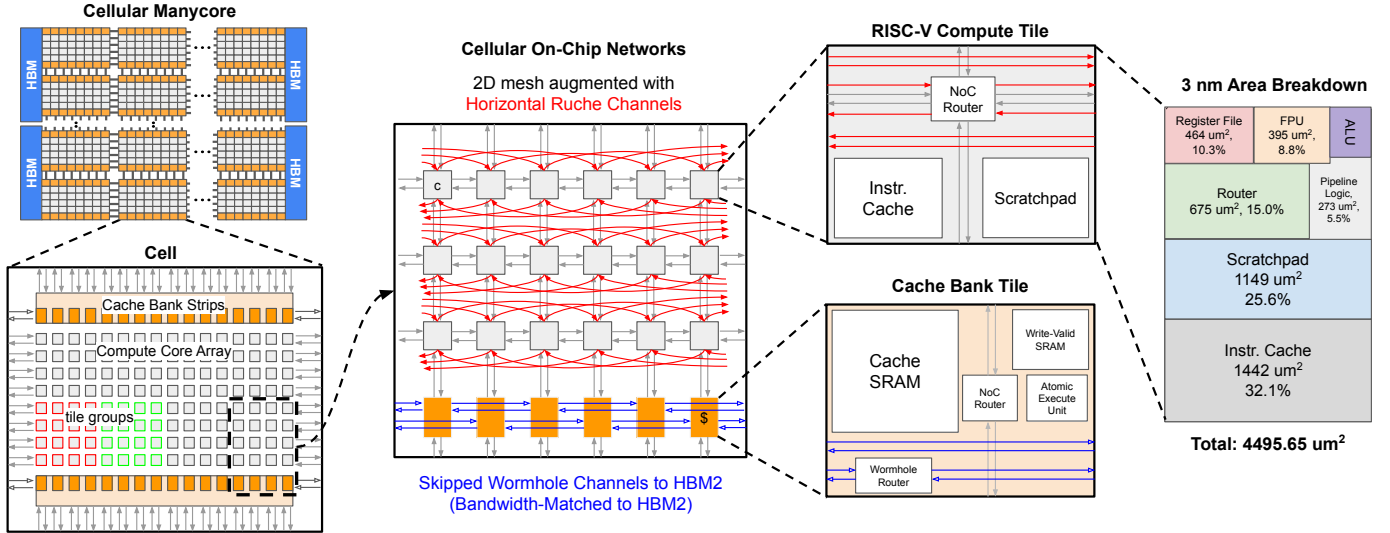 Cellular Manycore
HBM
HBM
HBM
HBM
Cell
Cache Bank Strips
Compute Core Array
tile groups
Cellular On-Chip Networks
2D mesh augmented with
Horizontal Ruche Channels
c
$
Skipped Wormhole Channels to HBM2
(Bandwidth-Matched to HBM2)
RISC-V Compute Tile
NoC
Router
Instr.
Cache
Scratchpad
Cache Bank Tile
Cache
SRAM
Write-Valid
SRAM
NoC
Router
Atomic
Execute
Unit
Wormhole
Router
3 nm Area Breakdown
Register File
464 um²,
10.3%
FPU
395 um²,
8.8%
ALU
Router
675 um², 15.0%
Pipeline
Logic,
273 um²,
5.5%
Scratchpad
1149 um²
25.6%
Instr. Cache
1442 um²
32.1%
Total: 4495.65 um²